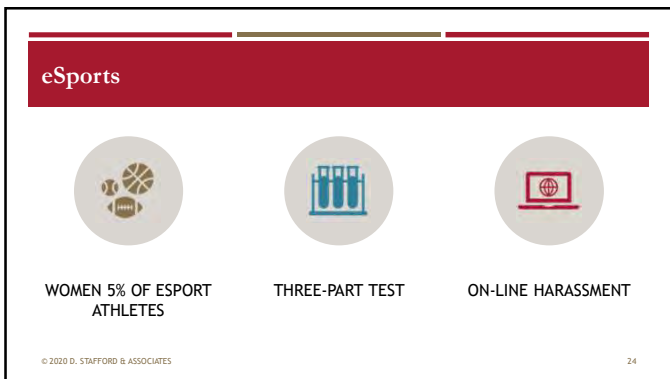 eSports
WOMEN 5% OF ESPORT
ATHLETES
THREE-PART TEST
ON-LINE HARASSMENT
© 2020 D. STAFFORD & ASSOCIATES
24